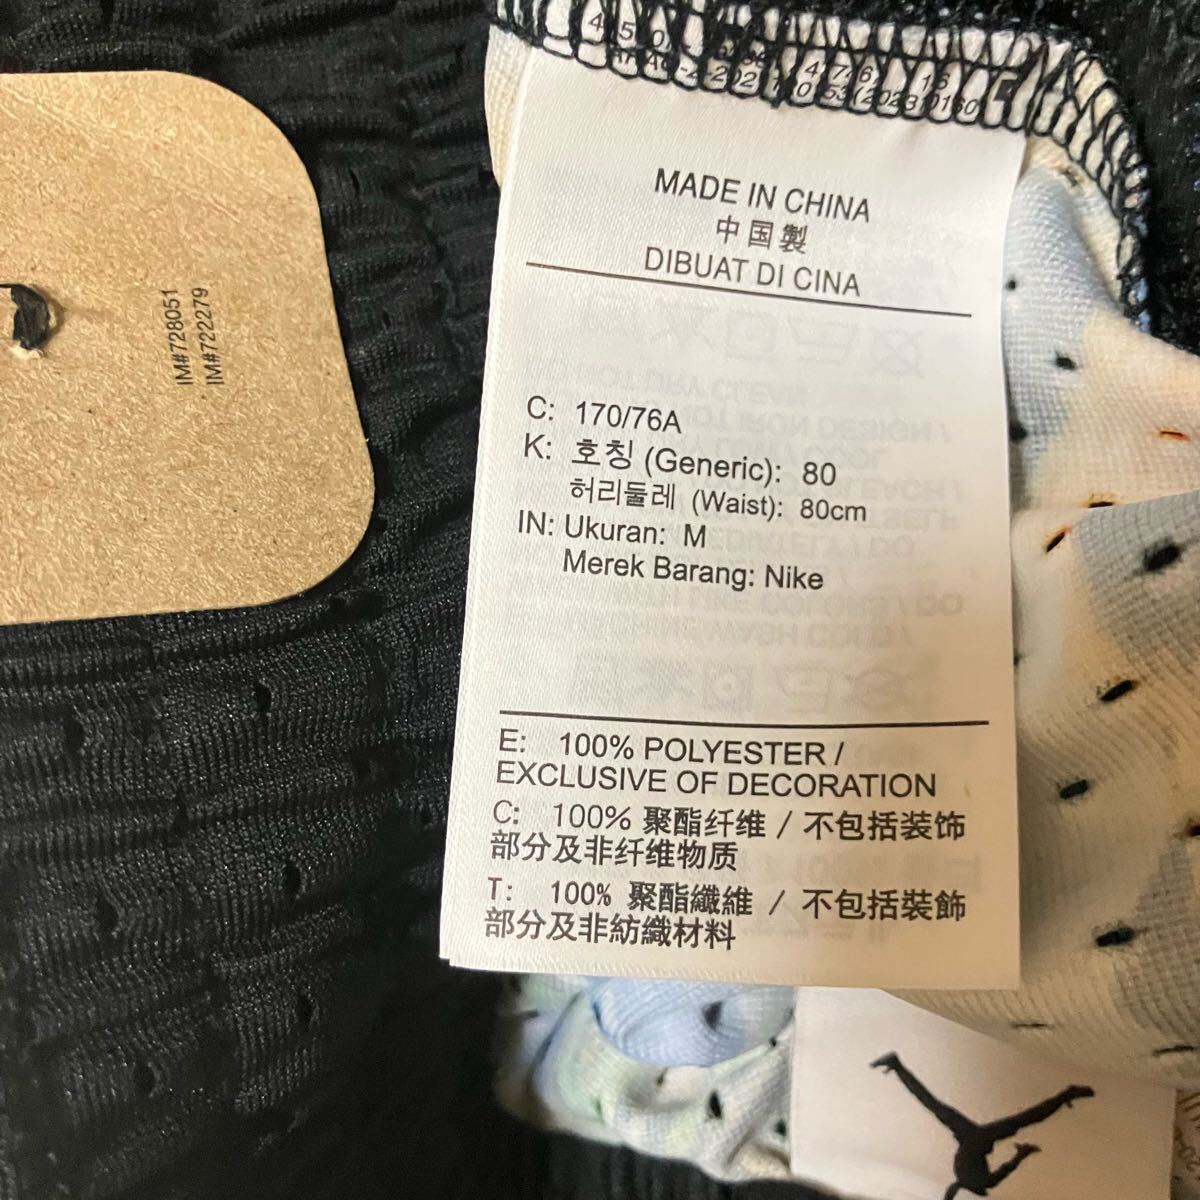 IM#728051
IM#722279
MADE IN CHINA
中国製
DIBUAT DI CINA
C: 170/76A
K: 호칭 (Generic): 80
허리둘레 (Waist): 80cm
IN: Ukuran: M
Merek Barang: Nike
E: 100% POLYESTER /
EXCLUSIVE OF DECORATION
C: 100% 聚酯纤维 / 不包括装饰
部分及非纤维物质
T: 100% 聚酯纖維 / 不包括裝飾
部分及非紡織材料